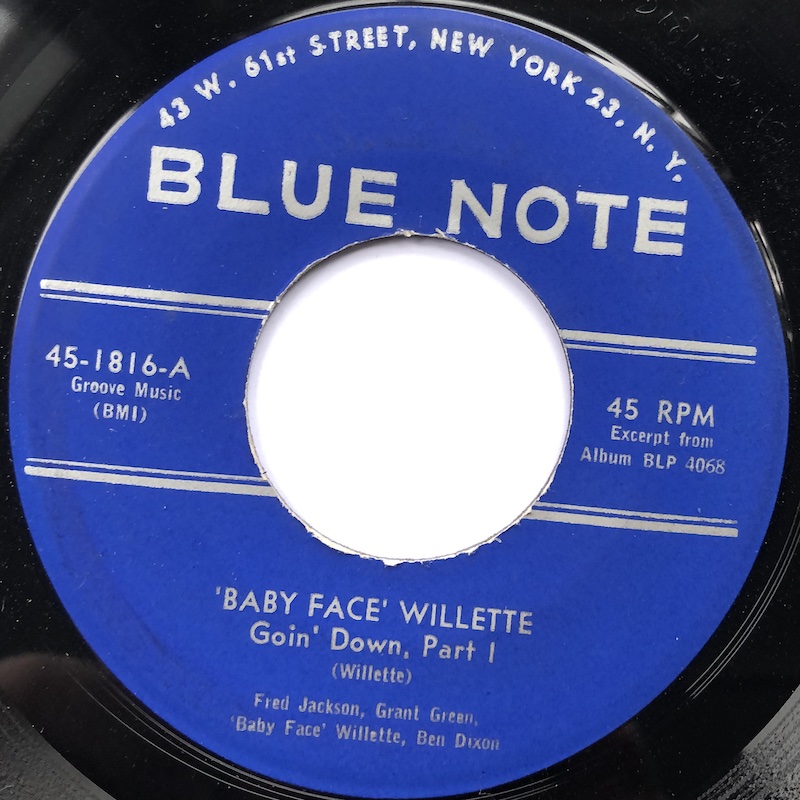 43 W. 61st STREET, NEW YORK 23, N. Y.
BLUE NOTE
45-1816-A
Groove Music
(BMI)
45 RPM
Excerpt from
Album BLP 4068
'BABY FACE' WILLETTE
Goin' Down, Part 1
(Willette)
Fred Jackson, Grant Green,
'Baby Face' Willette, Ben Dixon